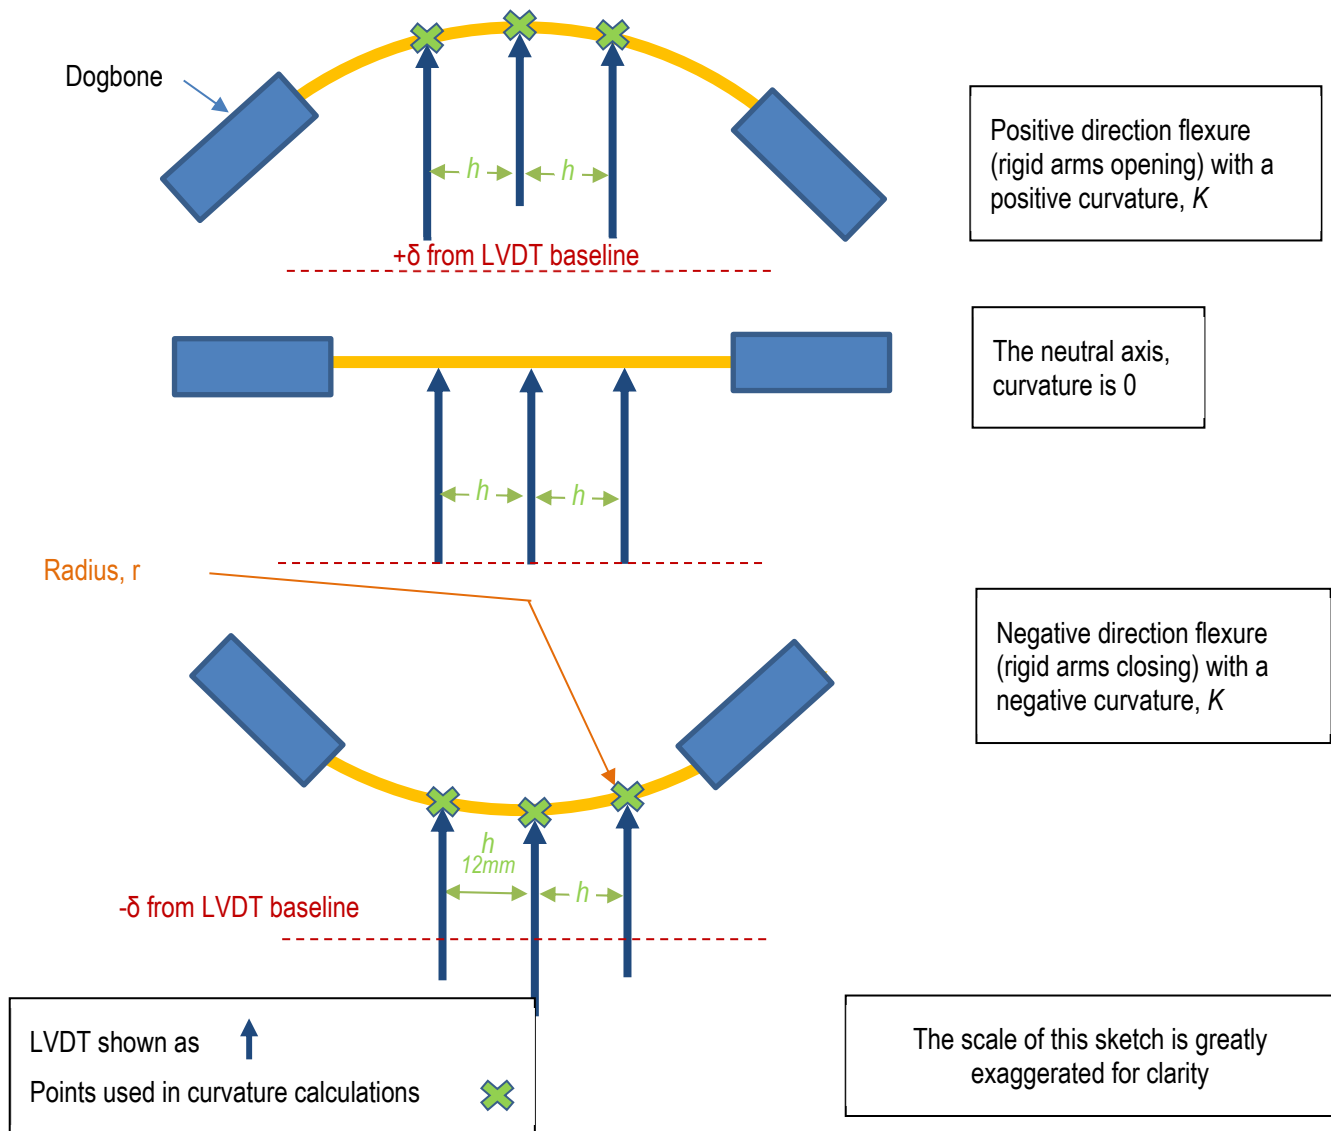 Dogbone
h
h
+δ from LVDT baseline
Positive direction flexure
(rigid arms opening) with a
positive curvature, K
The neutral axis,
curvature is 0
h
h
Radius, r
Negative direction flexure
(rigid arms closing) with a
negative curvature, K
h
12mm
h
-δ from LVDT baseline
LVDT shown as
Points used in curvature calculations
The scale of this sketch is greatly
exaggerated for clarity